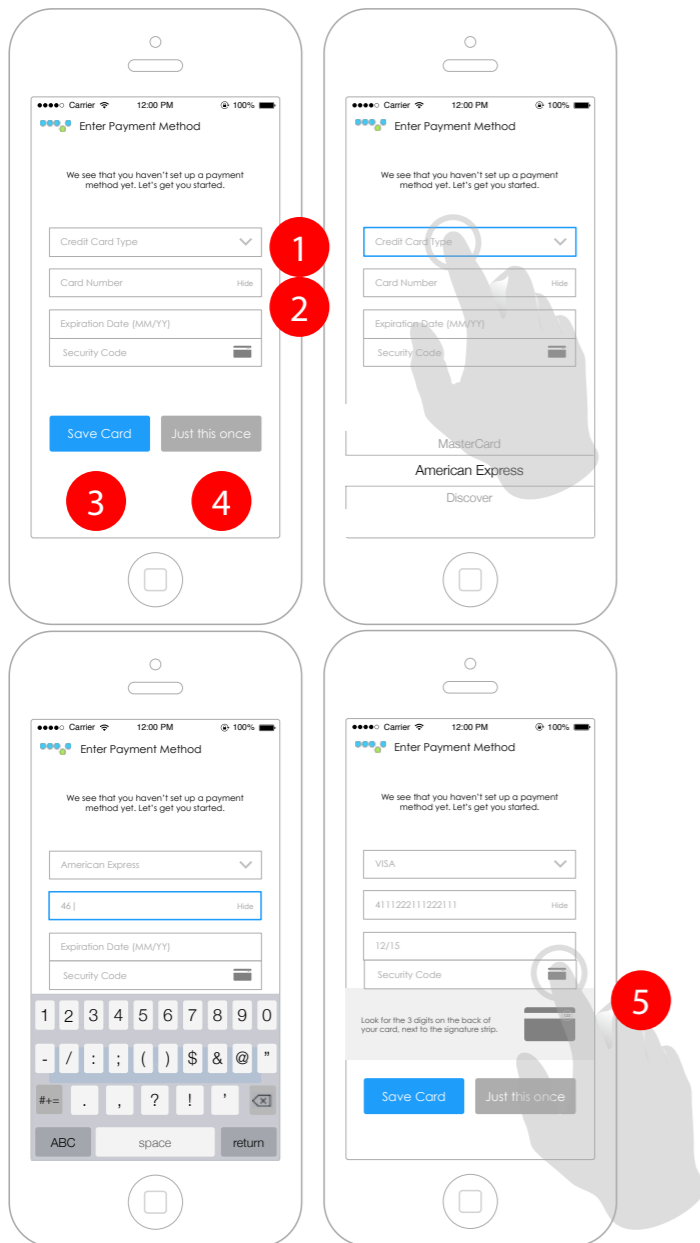 Carrier 12:00 PM 100%
Enter Payment Method
We see that you haven't set up a payment
method yet. Let's get you started.
Credit Card Type
1
Card Number Hide
2
Expiration Date (MM/YY)
Security Code
Save Card Just this once
3 4
Carrier 12:00 PM 100%
Enter Payment Method
We see that you haven't set up a payment
method yet. Let's get you started.
Credit Card Type
Card Number Hide
Expiration Date (MM/YY)
Security Code
MasterCard
American Express
Discover
Carrier 12:00 PM 100%
Enter Payment Method
We see that you haven't set up a payment
method yet. Let's get you started.
American Express
46| Hide
Expiration Date (MM/YY)
Security Code
1 2 3 4 5 6 7 8 9 0
- / : ; ( ) $ & @ "
#+= . , ? ! '
ABC space return
Carrier 12:00 PM 100%
Enter Payment Method
We see that you haven't set up a payment
method yet. Let's get you started.
VISA
4111222111222111 Hide
12/15
Security Code
5
Look for the 3 digits on the back of
your card, next to the signature strip.
Save Card Just this once